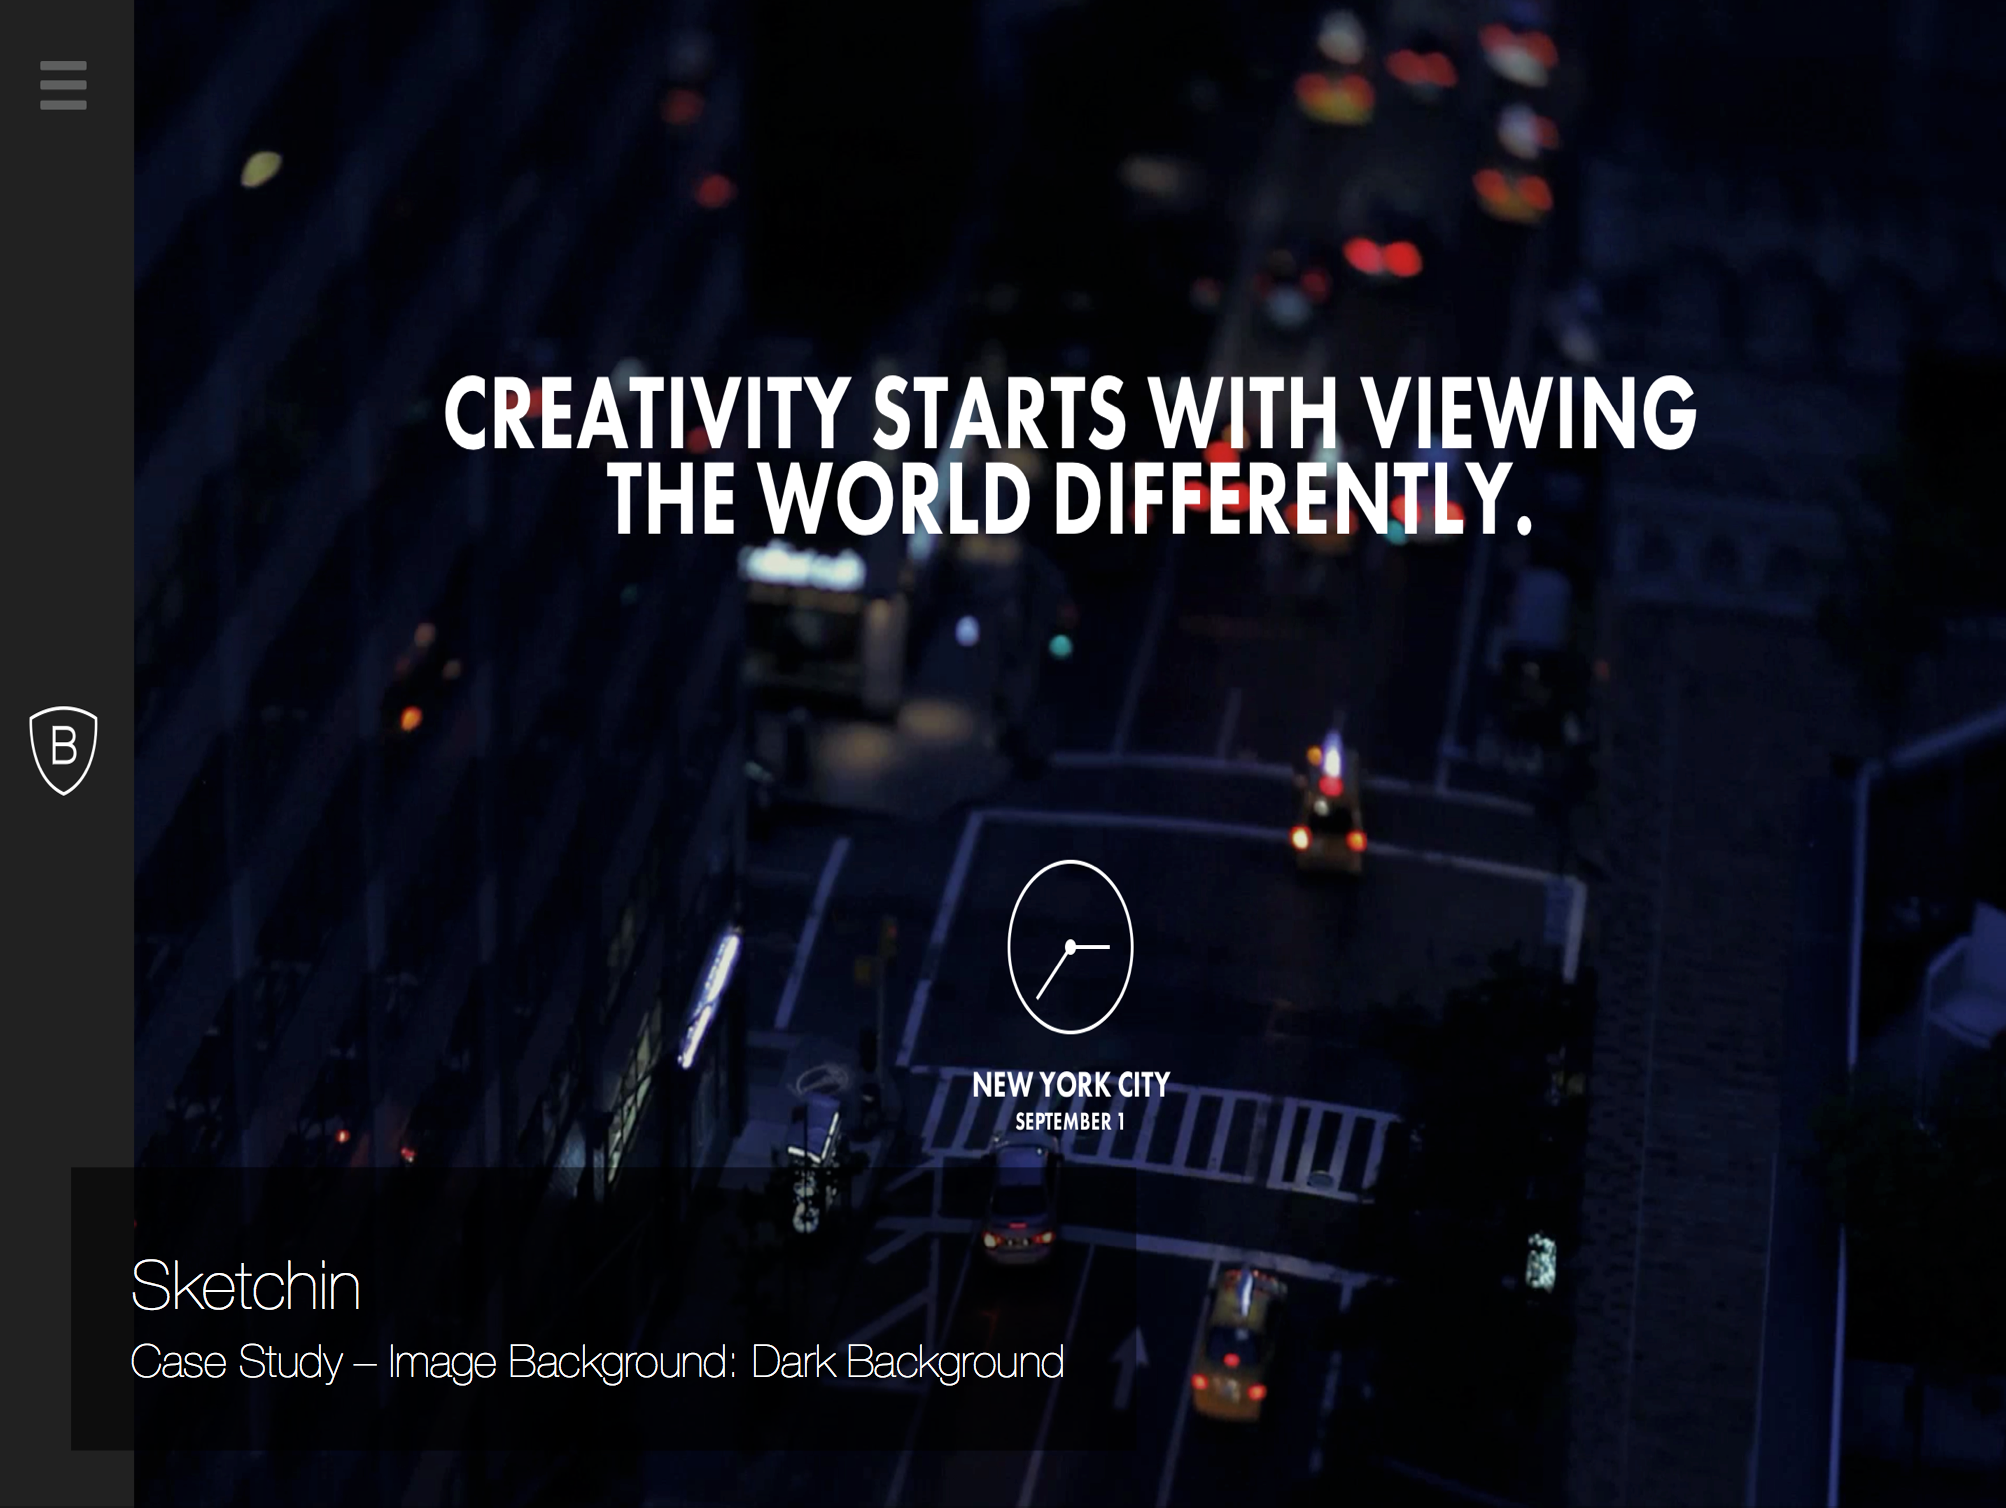 CREATIVITY STARTS WITH VIEWING
THE WORLD DIFFERENTLY.
B
NEW YORK CITY
SEPTEMBER 1
Sketchin
Case Study – Image Background: Dark Background